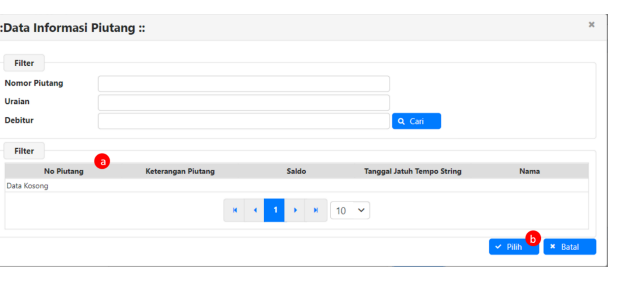 :Data Informasi Piutang ::
×
Filter
Nomor Piutang
Uraian
Debitur
Cari
Filter
a
No Piutang Keterangan Piutang Saldo Tanggal Jatuh Tempo String Nama
Data Kosong
1 10
b
Pilih × Batal